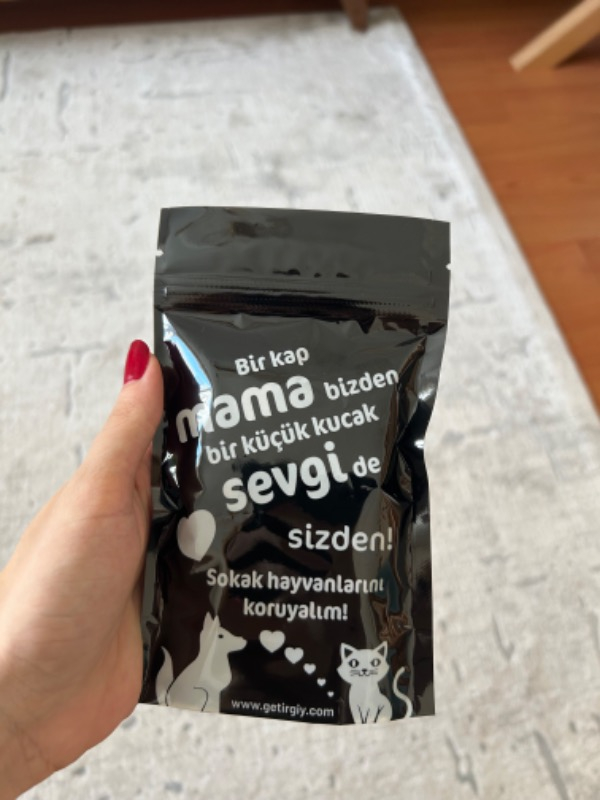 Bir kap
mama bizden
bir küçük kucak
sevgi de
sizden!
Sokak hayvanlarını
koruyalım!
www.getirgiy.com